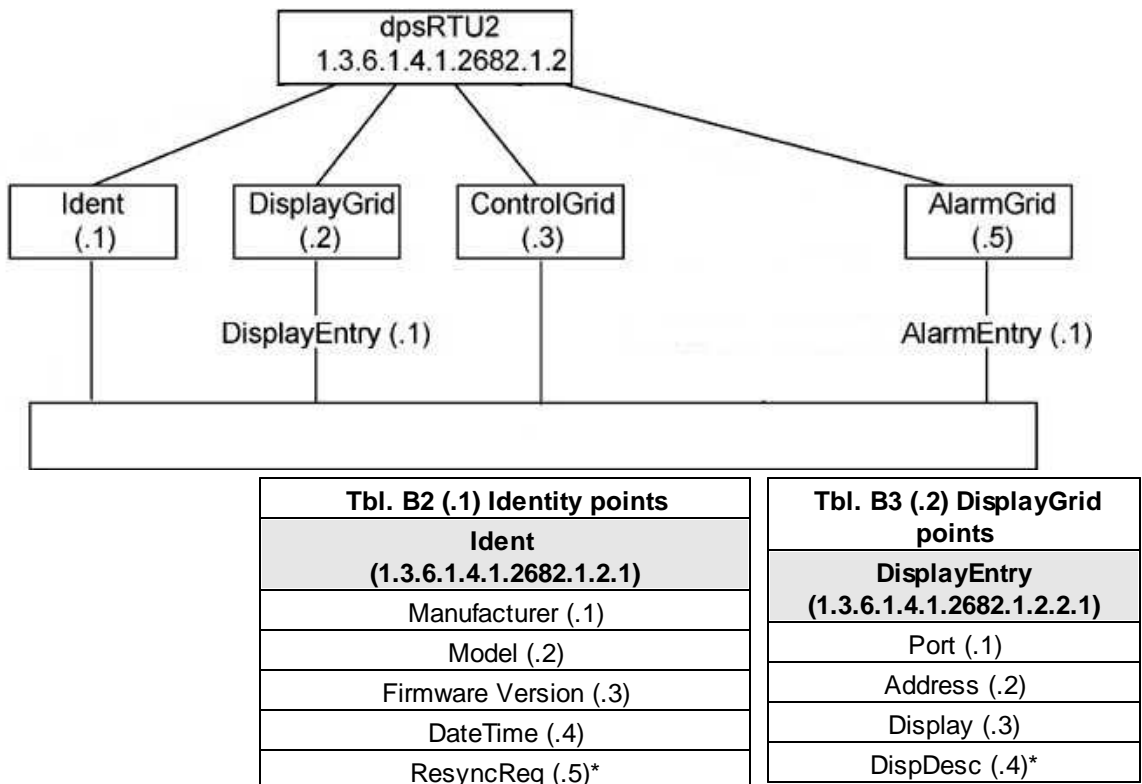 dpsRTU2
1.3.6.1.4.1.2682.1.2
Ident
(.1)
DisplayGrid
(.2)
ControlGrid
(.3)
AlarmGrid
(.5)
DisplayEntry (.1)
AlarmEntry (.1)
Tbl. B2 (.1) Identity points
Ident
(1.3.6.1.4.1.2682.1.2.1)
Manufacturer (.1)
Model (.2)
Firmware Version (.3)
DateTime (.4)
ResyncReq (.5)*
Tbl. B3 (.2) DisplayGrid
points
DisplayEntry
(1.3.6.1.4.1.2682.1.2.2.1)
Port (.1)
Address (.2)
Display (.3)
DispDesc (.4)*